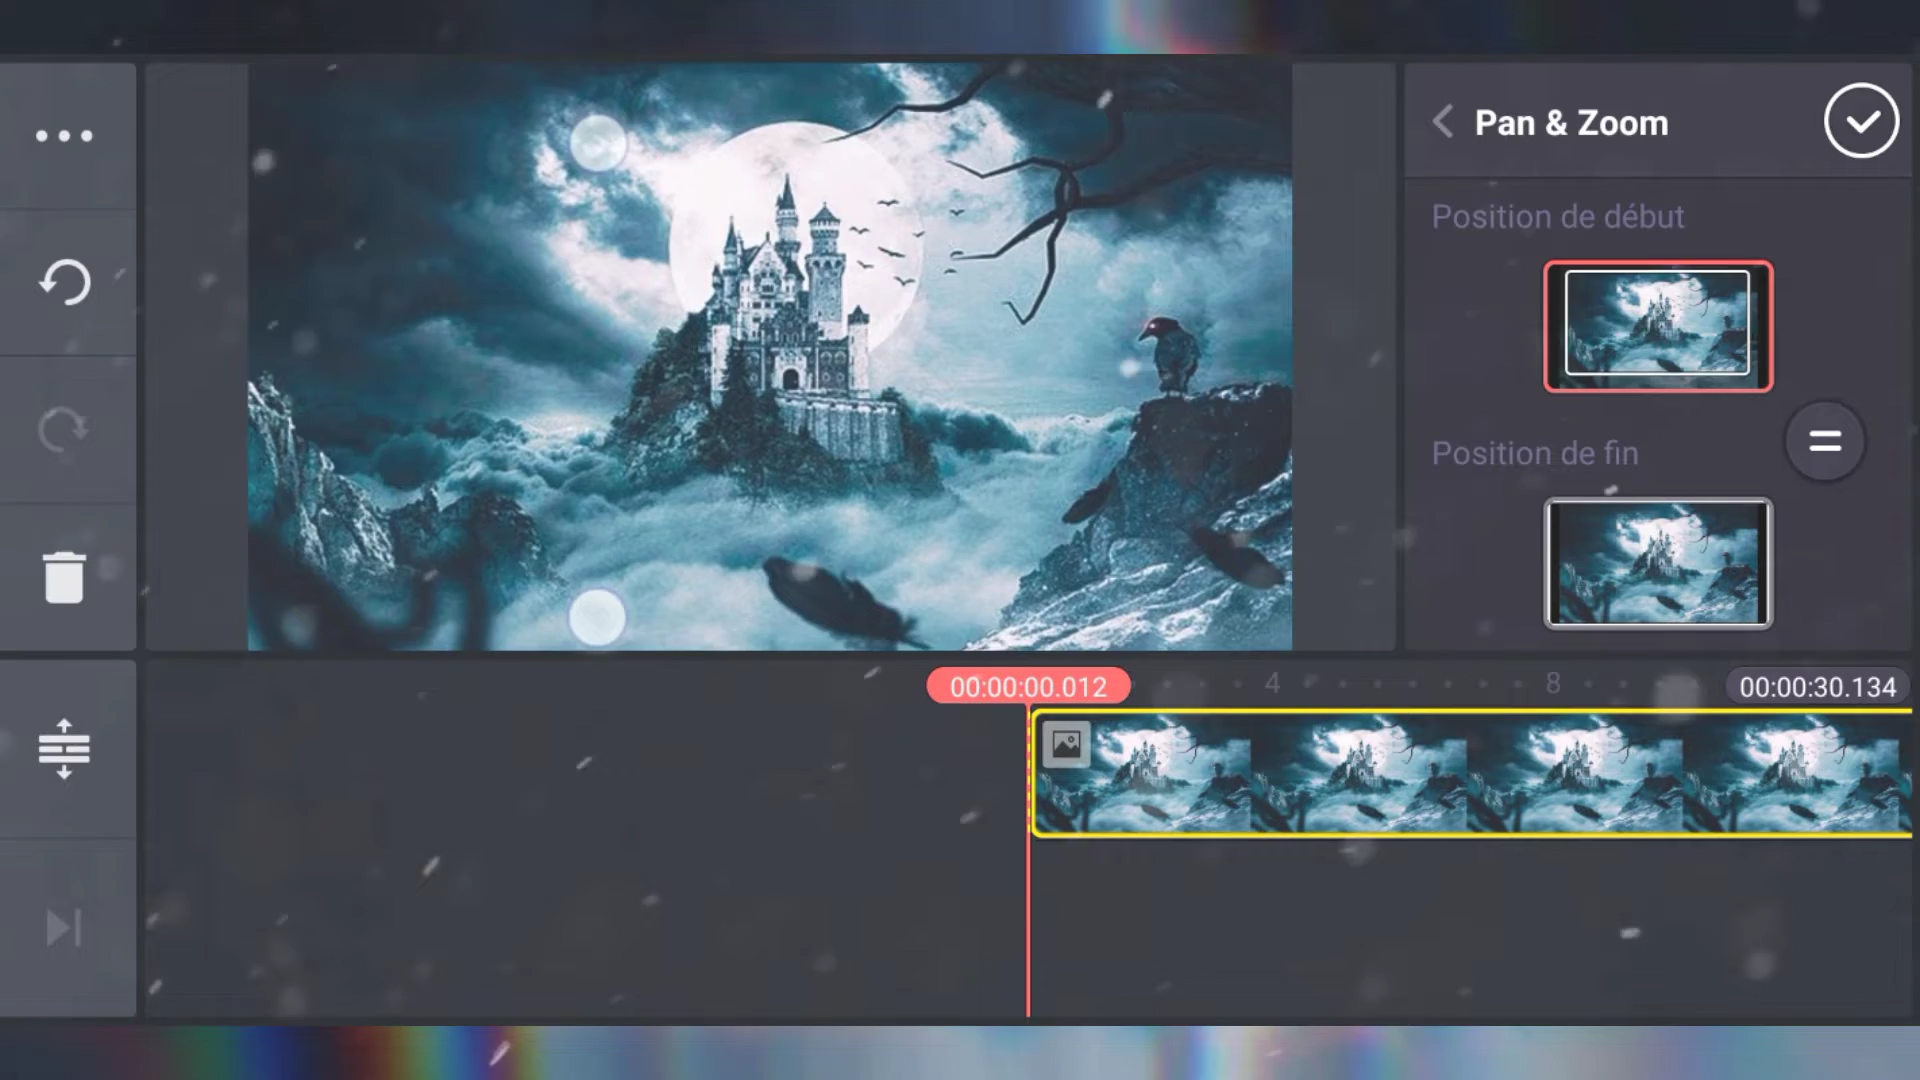 Pan & Zoom
Position de début
Position de fin
00:00:00.012
4
8
00:00:30.134